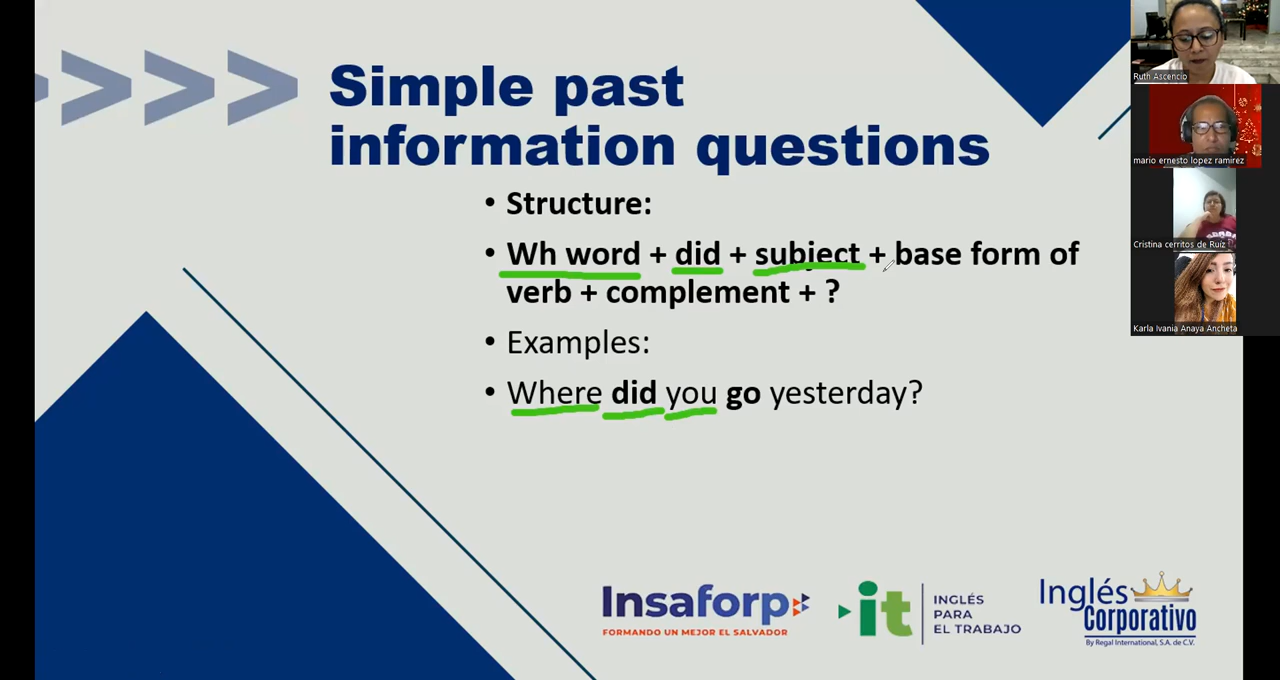 Simple past
information questions
• Structure:
• Wh word + did + subject + base form of
verb + complement + ?
• Examples:
• Where did you go yesterday?
Ruth Ascencio
mario ernesto lopez ramirez
Cristina cerritos de Ruiz
Karla Ivania Anaya Ancheta
Insaforp
FORMANDO UN MEJOR EL SALVADOR
it
INGLÉS
PARA
EL TRABAJO
Inglés
Corporativo
By Regal International, S.A. de C.V.